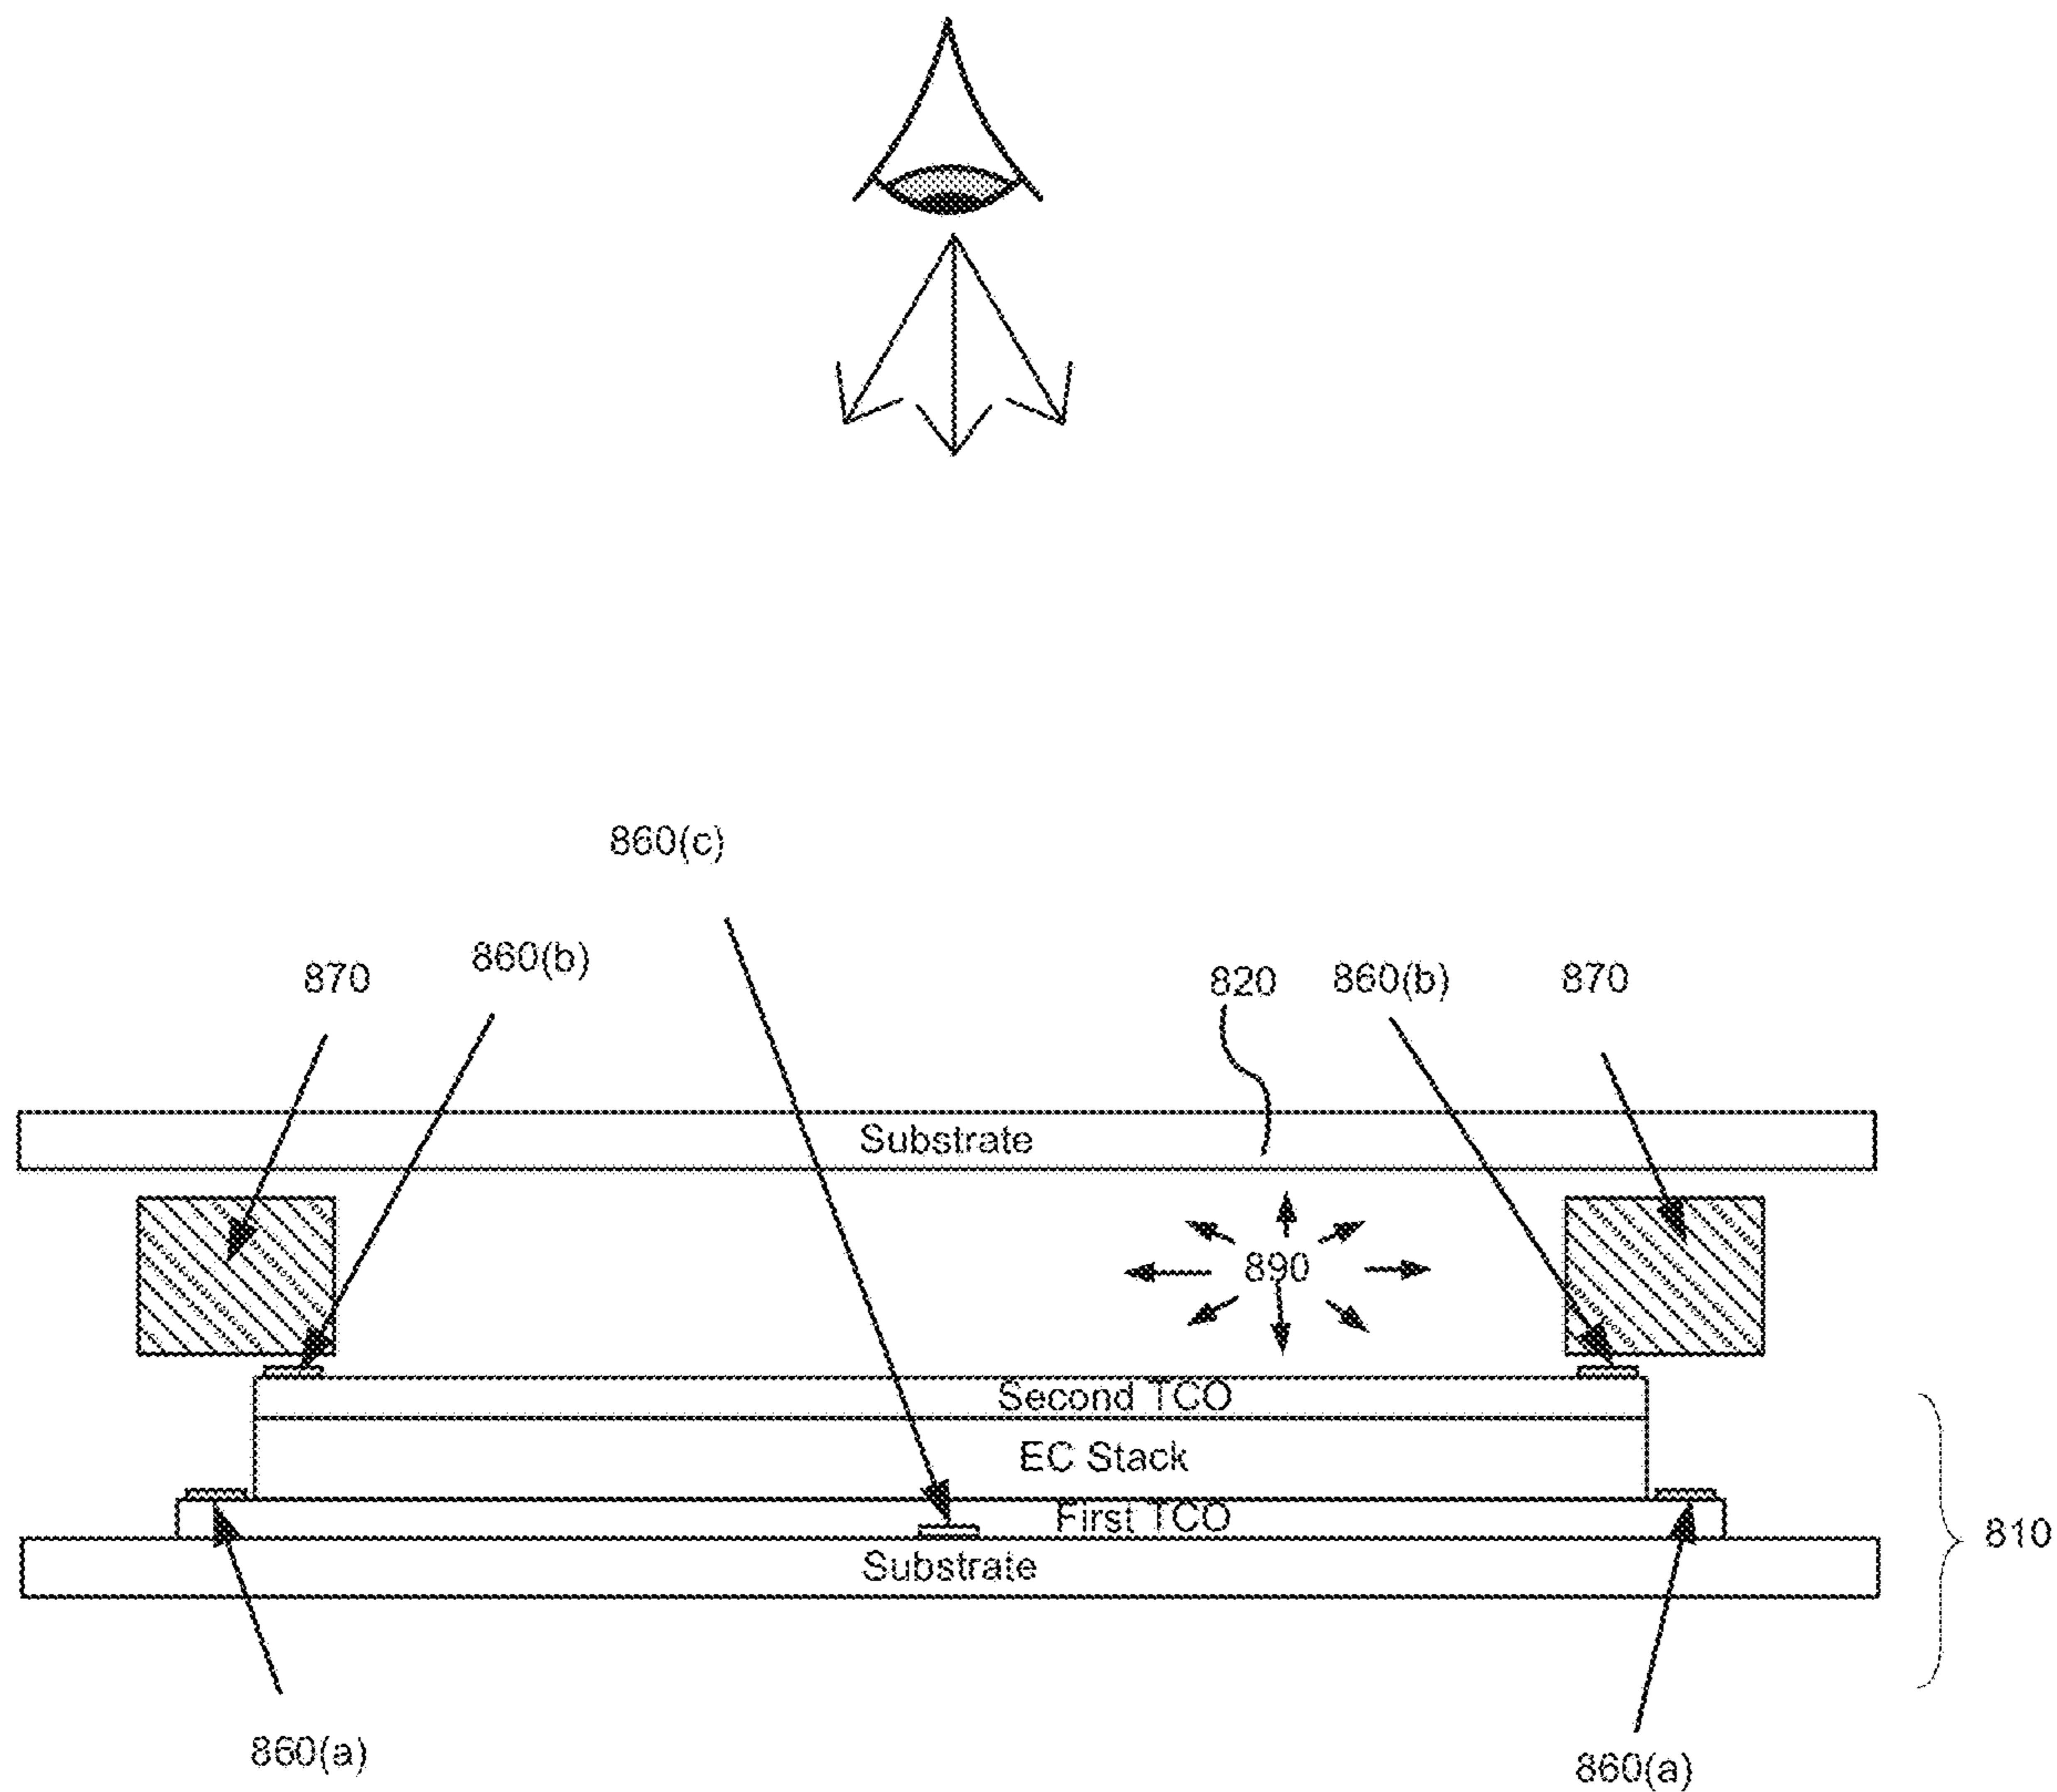 860(c)
870
860(b)
820
860(b)
870
Substrate
890
Second TCO
EC Stack
First TCO
810
Substrate
860(a)
860(a)